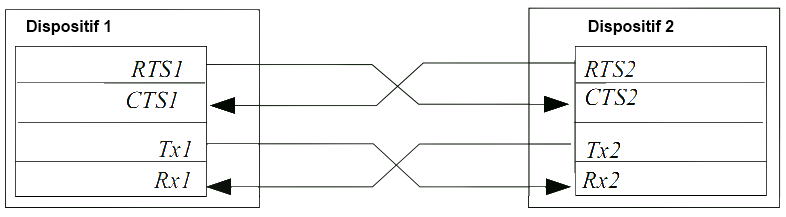 Dispositif 1
Dispositif 2
RTS1
RTS2
CTS1
CTS2
Tx1
Tx2
Rx1
Rx2